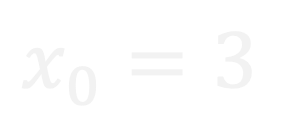 x₀ = 3